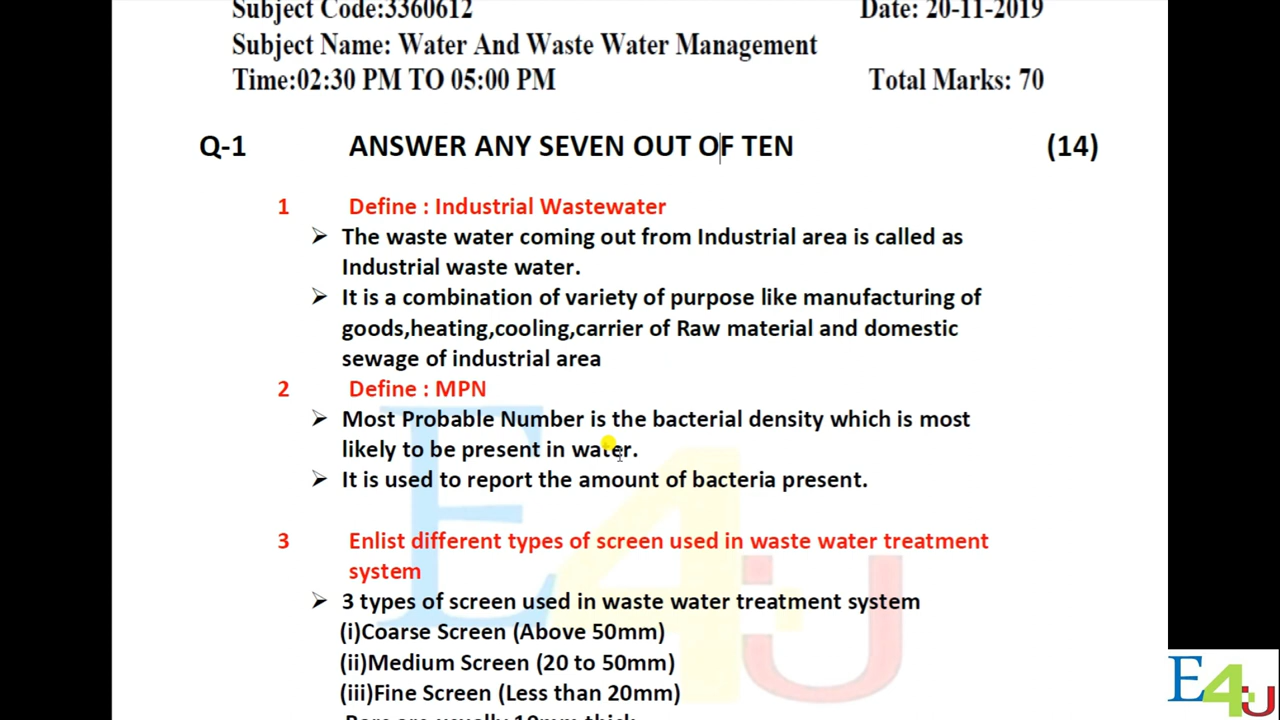 Subject Code:3360612 Date: 20-11-2019
Subject Name: Water And Waste Water Management
Time:02:30 PM TO 05:00 PM Total Marks: 70
Q-1 ANSWER ANY SEVEN OUT OF TEN (14)
1 Define : Industrial Wastewater
➢ The waste water coming out from Industrial area is called as
Industrial waste water.
➢ It is a combination of variety of purpose like manufacturing of
goods,heating,cooling,carrier of Raw material and domestic
sewage of industrial area
2 Define : MPN
➢ Most Probable Number is the bacterial density which is most
likely to be present in water.
➢ It is used to report the amount of bacteria present.
3 Enlist different types of screen used in waste water treatment
system
➢ 3 types of screen used in waste water treatment system
(i)Coarse Screen (Above 50mm)
(ii)Medium Screen (20 to 50mm)
(iii)Fine Screen (Less than 20mm)
Bars are usually 10mm thick
E4U
E4U